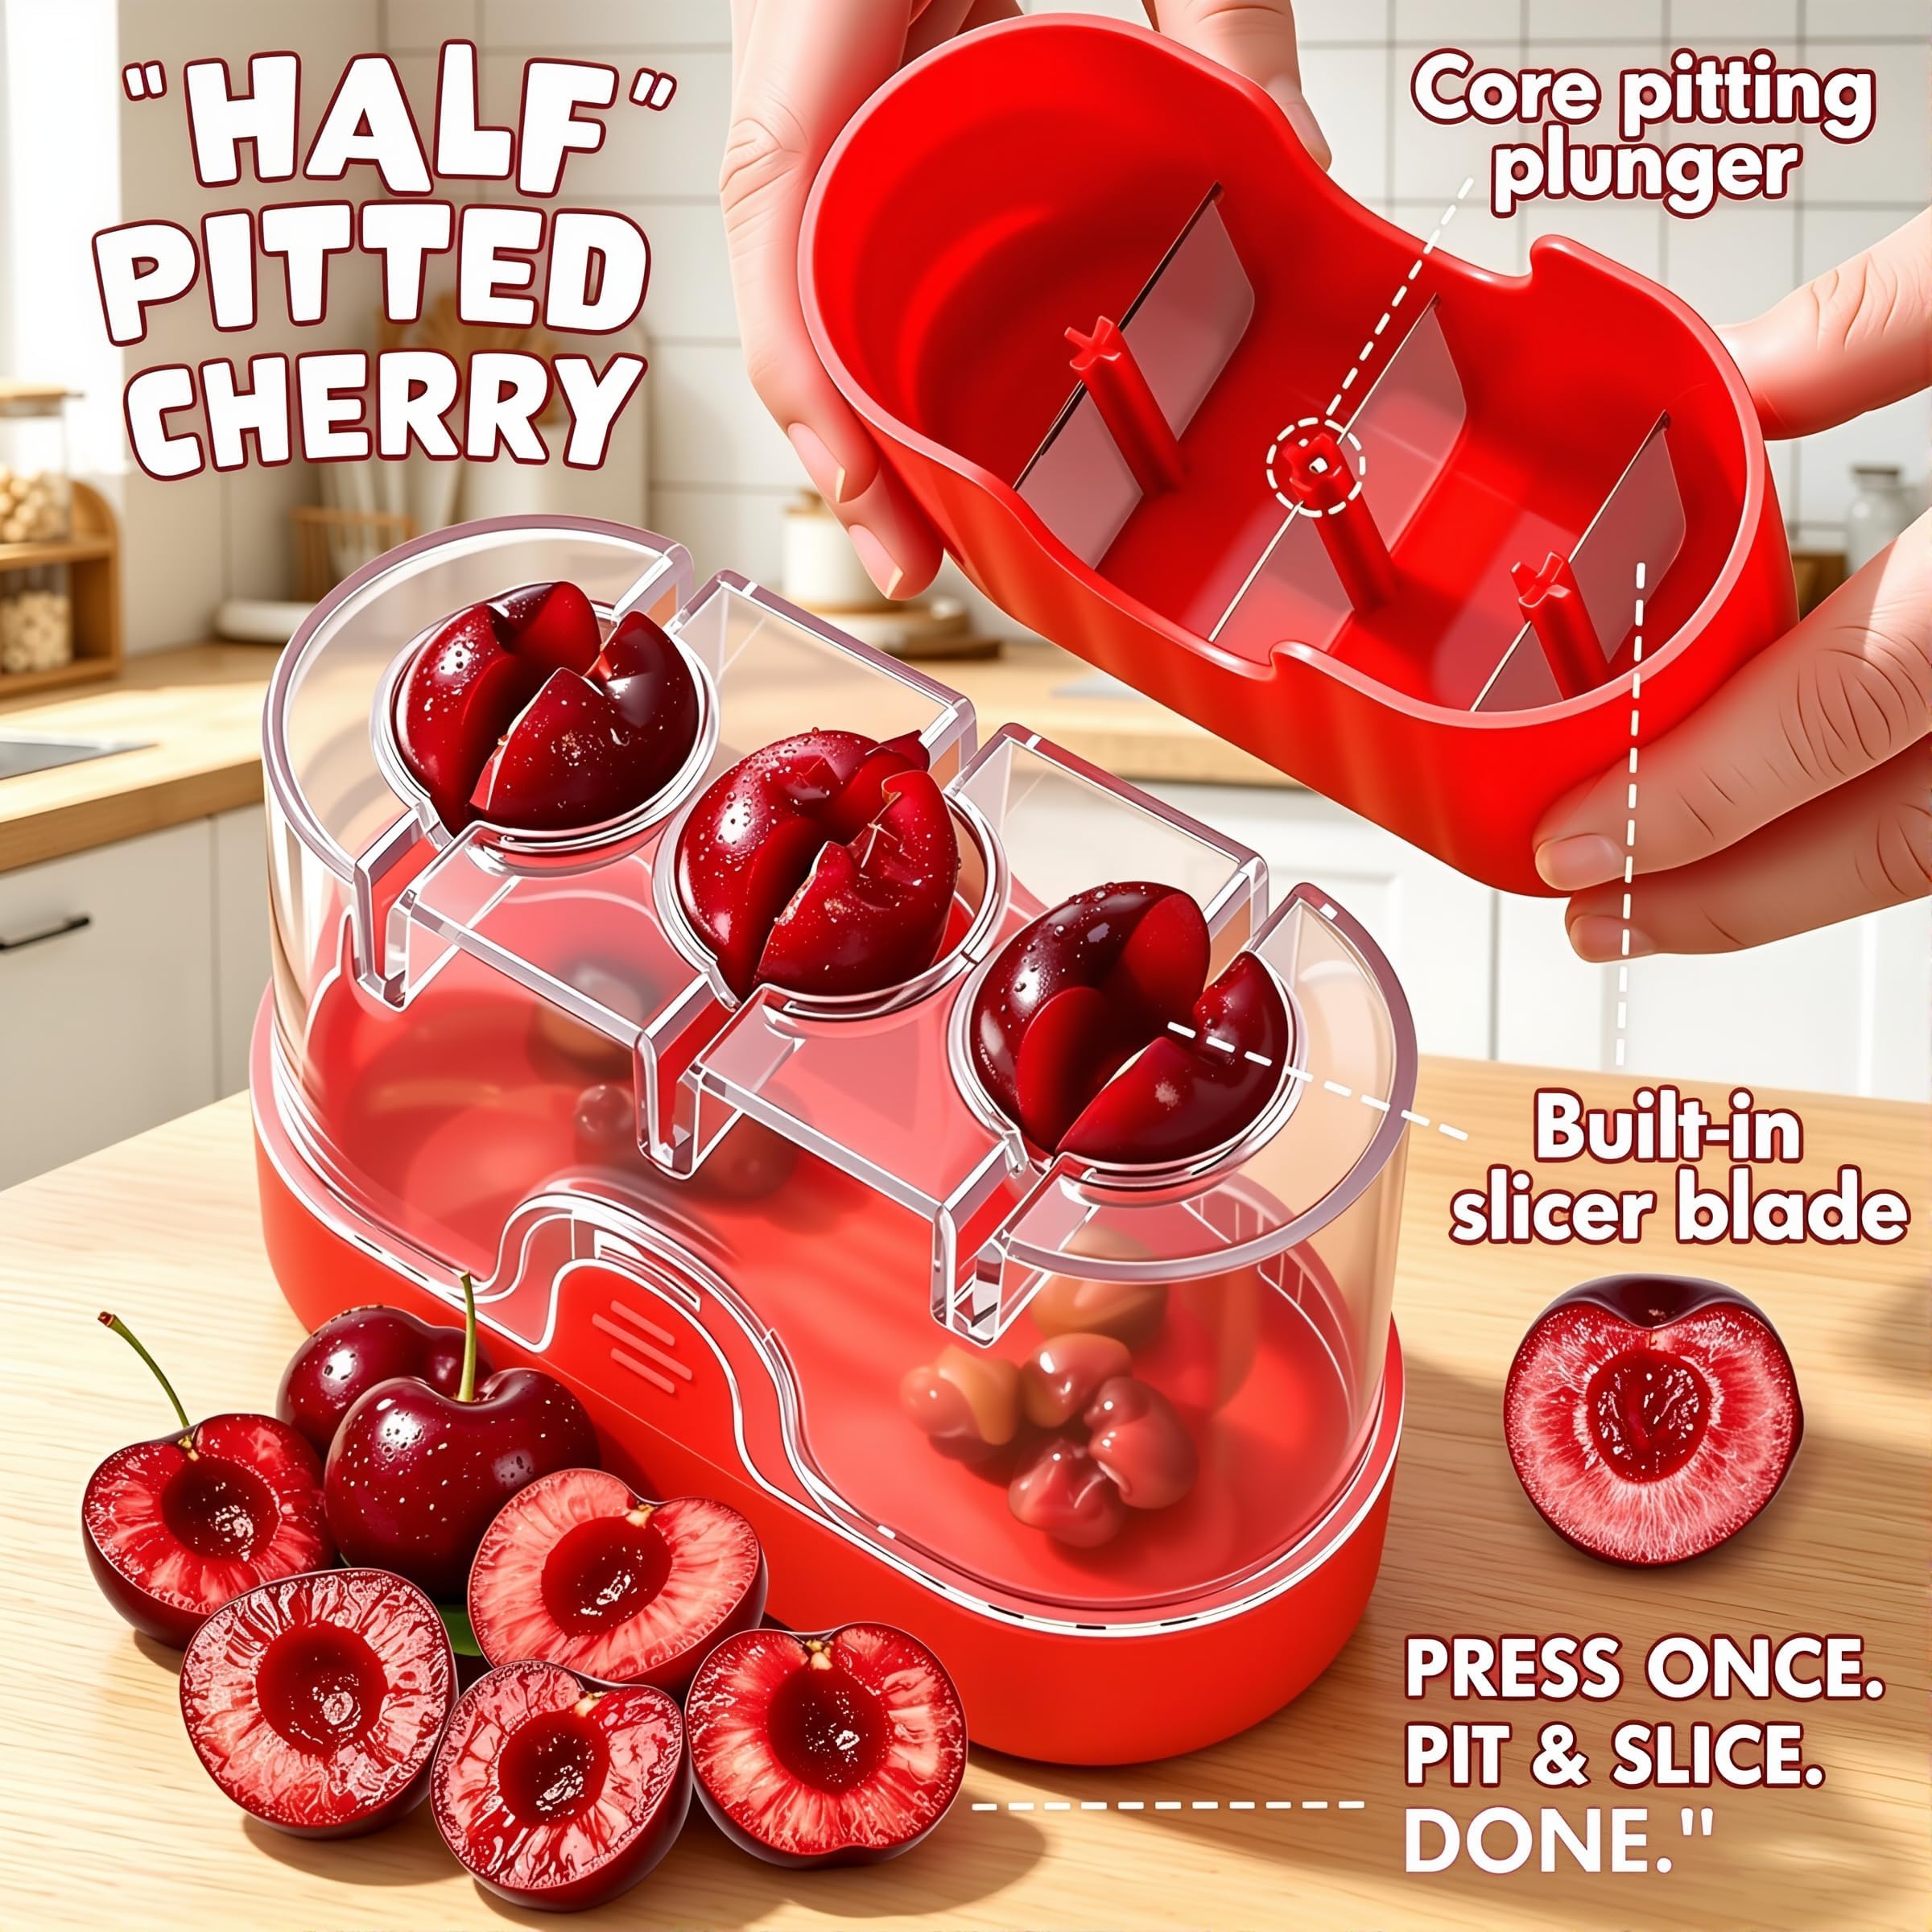 "HALF"
PITTED
CHERRY
Core pitting
plunger
Built-in
slicer blade
PRESS ONCE.
PIT & SLICE.
DONE."